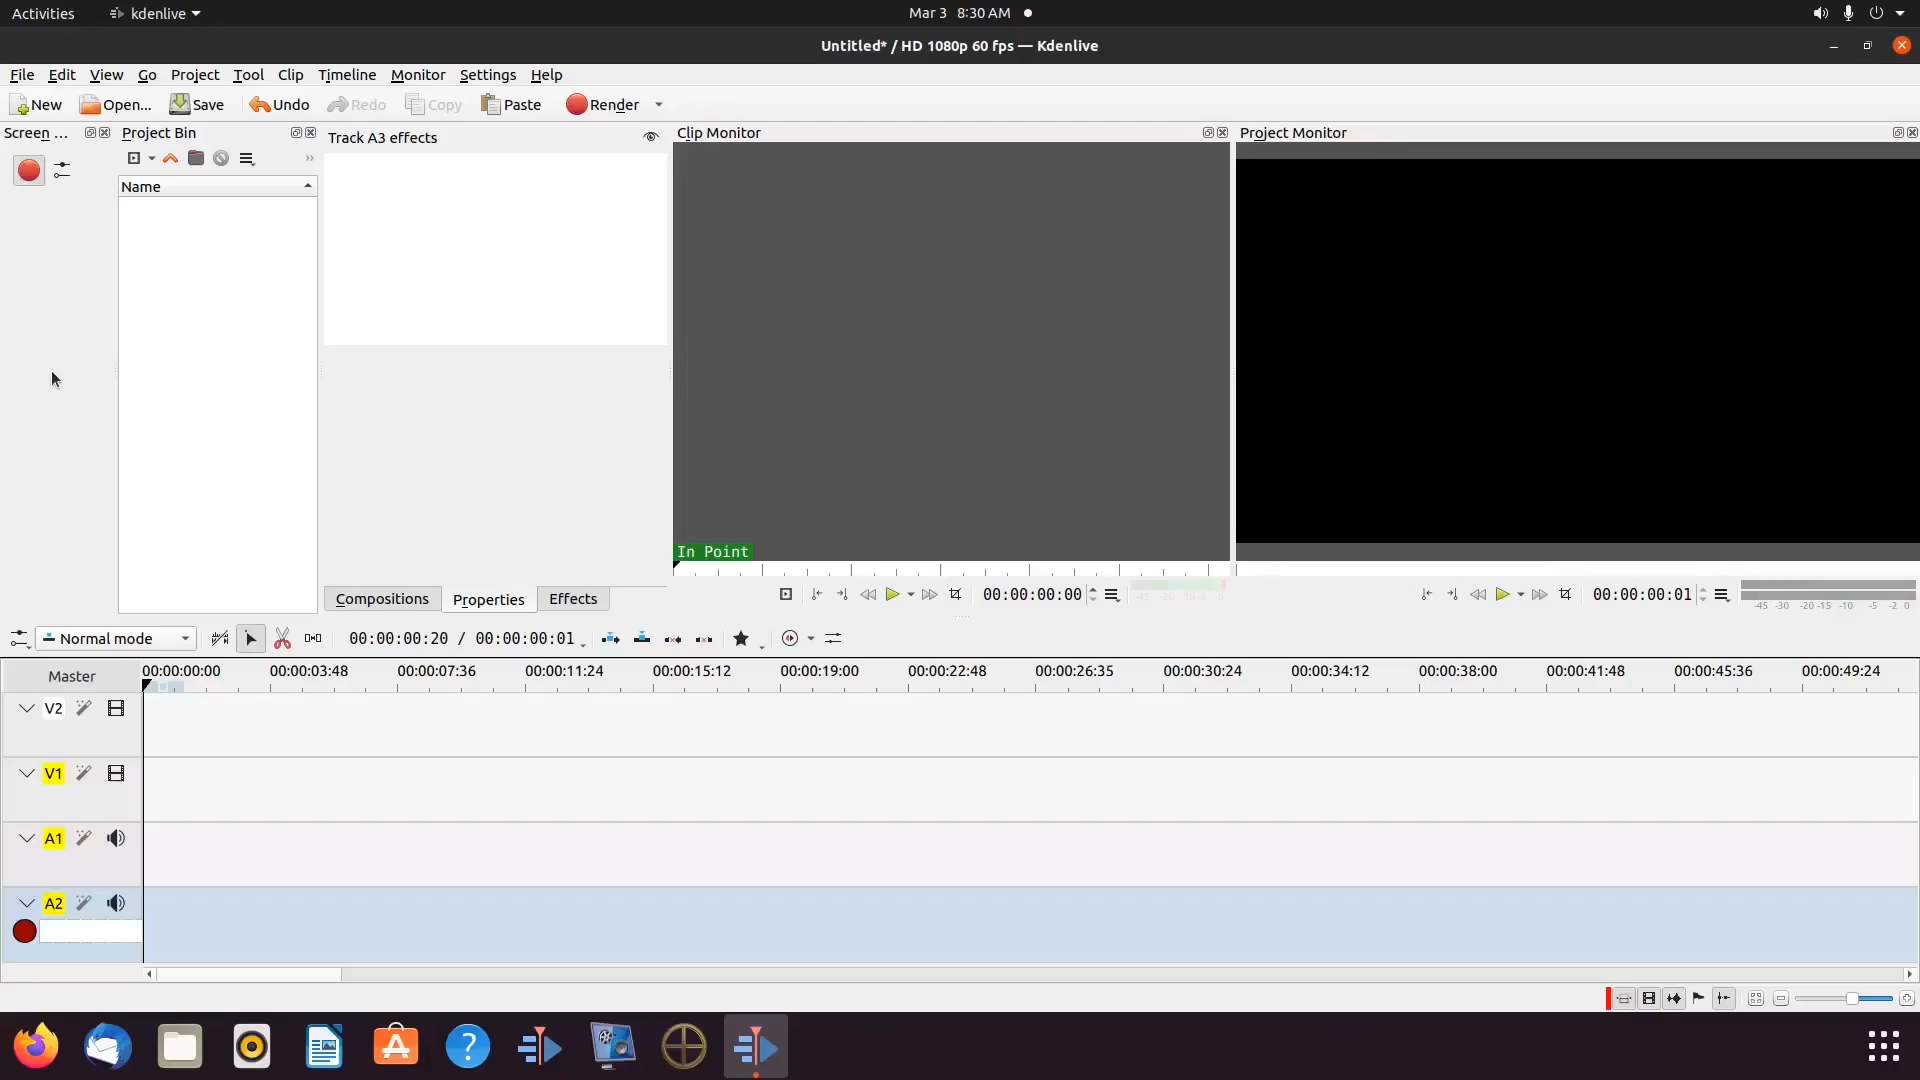 Activities kdenlive Mar 3 8:30 AM
Untitled* / HD 1080p 60 fps — Kdenlive
File Edit View Go Project Tool Clip Timeline Monitor Settings Help
New Open... Save Undo Redo Copy Paste Render
Screen ... Project Bin Track A3 effects Clip Monitor Project Monitor
Name
In Point
Compositions Properties Effects
00:00:00:00 -45 -20 -10 -5 0
00:00:00:01 -45 -30 -20 -15 -10 -5 -2 0
Normal mode 00:00:00:20 / 00:00:00:01
Master 00:00:00:00 00:00:03:48 00:00:07:36 00:00:11:24 00:00:15:12 00:00:19:00 00:00:22:48 00:00:26:35 00:00:30:24 00:00:34:12 00:00:38:00 00:00:41:48 00:00:45:36 00:00:49:24
V2
V1
A1
A2